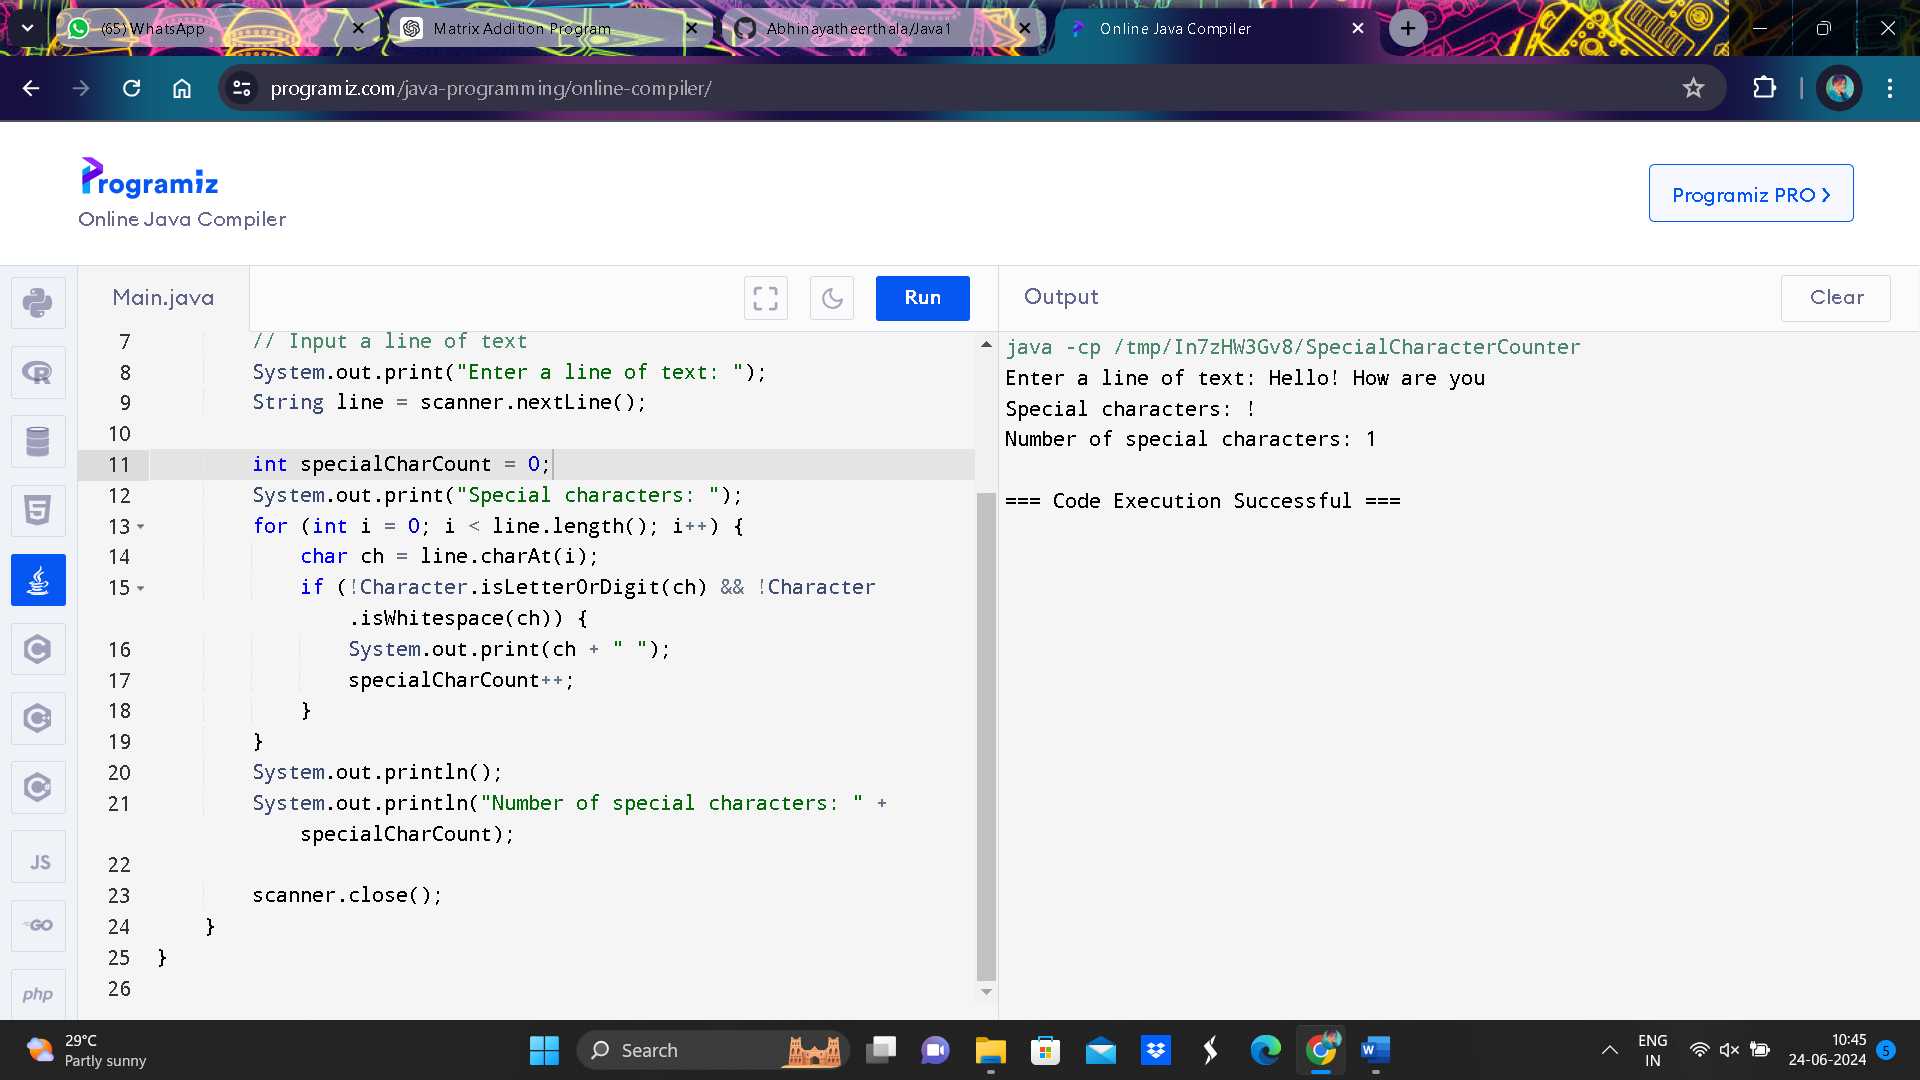 (65) WhatsApp
Matrix Addition Program
Abhinayatheerthala/Java1
Online Java Compiler
programiz.com/java-programming/online-compiler/
Programiz
Online Java Compiler
Programiz PRO >
Main.java
Run
Output
Clear
7 // Input a line of text
8 System.out.print("Enter a line of text: ");
9 String line = scanner.nextLine();
10
11 int specialCharCount = 0;
12 System.out.print("Special characters: ");
13 for (int i = 0; i < line.length(); i++) {
14 char ch = line.charAt(i);
15 if (!Character.isLetterOrDigit(ch) && !Character
.isWhitespace(ch)) {
16 System.out.print(ch + " ");
17 specialCharCount++;
18 }
19 }
20 System.out.println();
21 System.out.println("Number of special characters: " +
specialCharCount);
22
23 scanner.close();
24 }
25 }
26
java -cp /tmp/In7zHW3Gv8/SpecialCharacterCounter
Enter a line of text: Hello! How are you
Special characters: !
Number of special characters: 1
=== Code Execution Successful ===
R
5
C
C
C
JS
GO
php
29°C
Partly sunny
Search
W
ENG
IN
10:45
24-06-2024
5